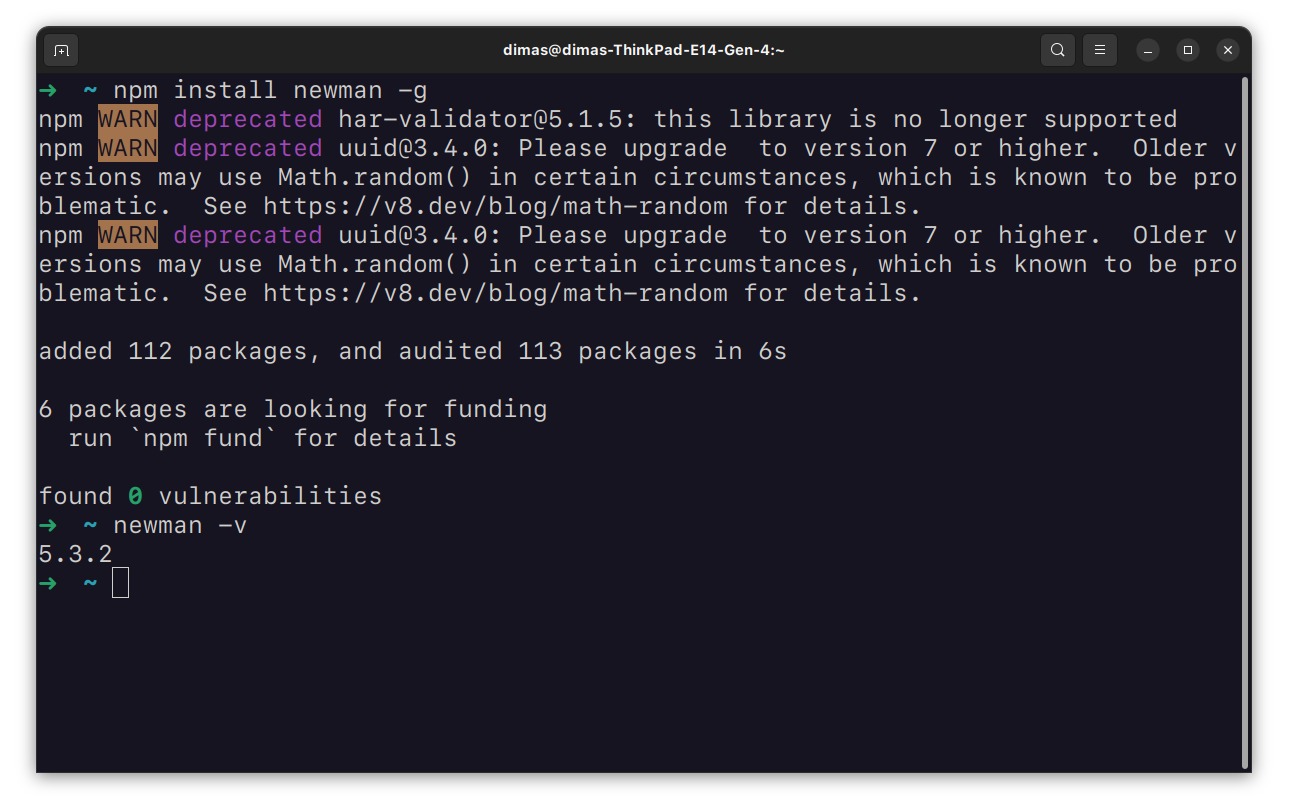 dimas@dimas-ThinkPad-E14-Gen-4:~
➜  ~ npm install newman -g
npm WARN deprecated har-validator@5.1.5: this library is no longer supported
npm WARN deprecated uuid@3.4.0: Please upgrade  to version 7 or higher.  Older v
ersions may use Math.random() in certain circumstances, which is known to be pro
blematic.  See https://v8.dev/blog/math-random for details.
npm WARN deprecated uuid@3.4.0: Please upgrade  to version 7 or higher.  Older v
ersions may use Math.random() in certain circumstances, which is known to be pro
blematic.  See https://v8.dev/blog/math-random for details.
added 112 packages, and audited 113 packages in 6s
6 packages are looking for funding
  run `npm fund` for details
found 0 vulnerabilities
➜  ~ newman -v
5.3.2
➜  ~